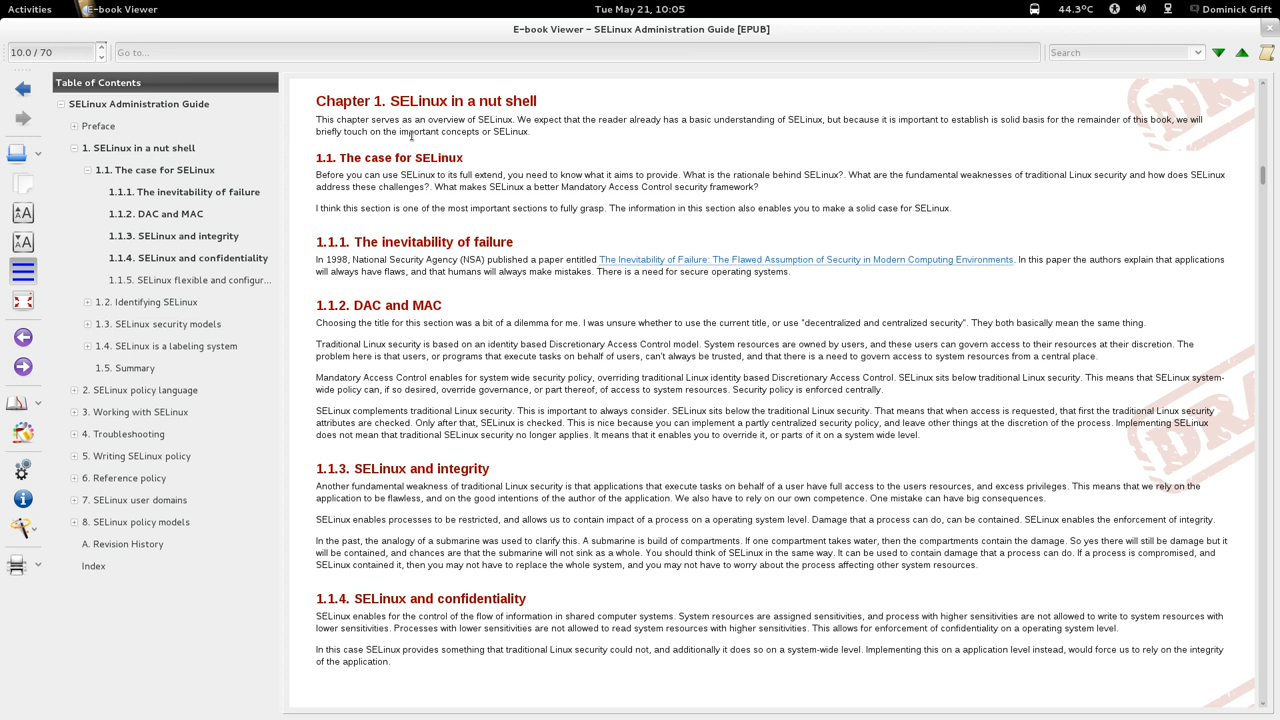 Activities E-book Viewer Tue May 21, 10:05 44.3°C Dominick Grift
E-book Viewer - SELinux Administration Guide [EPUB]
10.0 / 70 Go to... Search
Table of Contents
SELinux Administration Guide
Preface
1. SELinux in a nut shell
1.1. The case for SELinux
1.1.1. The inevitability of failure
1.1.2. DAC and MAC
1.1.3. SELinux and integrity
1.1.4. SELinux and confidentiality
1.1.5. SELinux flexible and configur...
1.2. Identifying SELinux
1.3. SELinux security models
1.4. SELinux is a labeling system
1.5. Summary
2. SELinux policy language
3. Working with SELinux
4. Troubleshooting
5. Writing SELinux policy
6. Reference policy
7. SELinux user domains
8. SELinux policy models
A. Revision History
Index
Chapter 1. SELinux in a nut shell
This chapter serves as an overview of SELinux. We expect that the reader already has a basic understanding of SELinux, but because it is important to establish is solid basis for the remainder of this book, we will
briefly touch on the important concepts or SELinux.
1.1. The case for SELinux
Before you can use SELinux to its full extend, you need to know what it aims to provide. What is the rationale behind SELinux?. What are the fundamental weaknesses of traditional Linux security and how does SELinux
address these challenges?. What makes SELinux a better Mandatory Access Control security framework?
I think this section is one of the most important sections to fully grasp. The information in this section also enables you to make a solid case for SELinux.
1.1.1. The inevitability of failure
In 1998, National Security Agency (NSA) published a paper entitled The Inevitability of Failure: The Flawed Assumption of Security in Modern Computing Environments. In this paper the authors explain that applications
will always have flaws, and that humans will always make mistakes. There is a need for secure operating systems.
1.1.2. DAC and MAC
Choosing the title for this section was a bit of a dilemma for me. I was unsure whether to use the current title, or use "decentralized and centralized security". They both basically mean the same thing.
Traditional Linux security is based on an identity based Discretionary Access Control model. System resources are owned by users, and these users can govern access to their resources at their discretion. The
problem here is that users, or programs that execute tasks on behalf of users, can't always be trusted, and that there is a need to govern access to system resources from a central place.
Mandatory Access Control enables for system wide security policy, overriding traditional Linux identity based Discretionary Access Control. SELinux sits below traditional Linux security. This means that SELinux system-
wide policy can, if so desired, override governance, or part thereof, of access to system resources. Security policy is enforced centrally.
SELinux complements traditional Linux security. This is important to always consider. SELinux sits below the traditional Linux security. That means that when access is requested, that first the traditional Linux security
attributes are checked. Only after that, SELinux is checked. This is nice because you can implement a partly centralized security policy, and leave other things at the discretion of the process. Implementing SELinux
does not mean that traditional SELinux security no longer applies. It means that it enables you to override it, or parts of it on a system wide level.
1.1.3. SELinux and integrity
Another fundamental weakness of traditional Linux security is that applications that execute tasks on behalf of a user have full access to the users resources, and excess privileges. This means that we rely on the
application to be flawless, and on the good intentions of the author of the application. We also have to rely on our own competence. One mistake can have big consequences.
SELinux enables processes to be restricted, and allows us to contain impact of a process on a operating system level. Damage that a process can do, can be contained. SELinux enables the enforcement of integrity.
In the past, the analogy of a submarine was used to clarify this. A submarine is build of compartments. If one compartment takes water, then the compartments contain the damage. So yes there will still be damage but it
will be contained, and chances are that the submarine will not sink as a whole. You should think of SELinux in the same way. It can be used to contain damage that a process can do. If a process is compromised, and
SELinux contained it, then you may not have to replace the whole system, and you may not have to worry about the process affecting other system resources.
1.1.4. SELinux and confidentiality
SELinux enables for the control of the flow of information in shared computer systems. System resources are assigned sensitivities, and process with higher sensitivities are not allowed to write to system resources with
lower sensitivities. Processes with lower sensitivities are not allowed to read system resources with higher sensitivities. This allows for enforcement of confidentiality on a operating system level.
In this case SELinux provides something that traditional Linux security could not, and additionally it does so on a system-wide level. Implementing this on a application level instead, would force us to rely on the integrity
of the application.